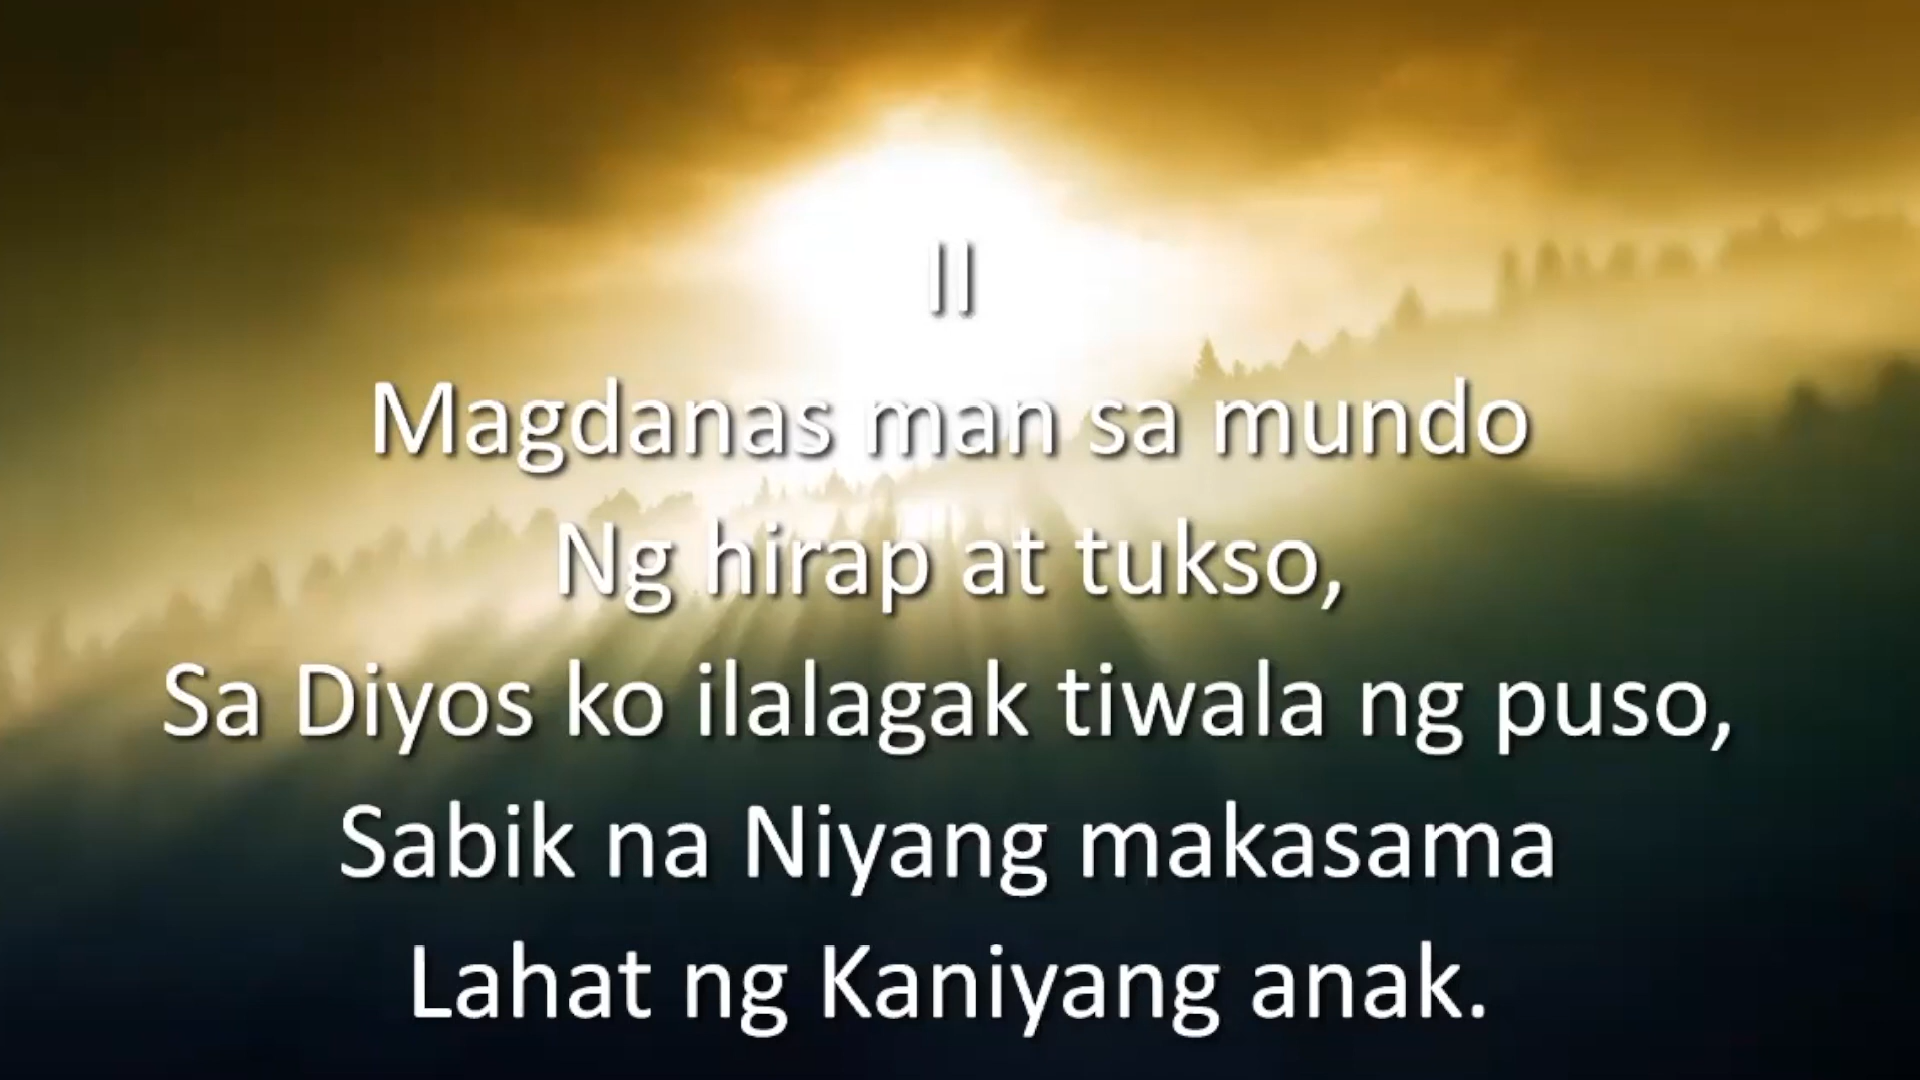 II
Magdanas man sa mundo
Ng hirap at tukso,
Sa Diyos ko ilalagak tiwala ng puso,
Sabik na Niyang makasama
Lahat ng Kaniyang anak.